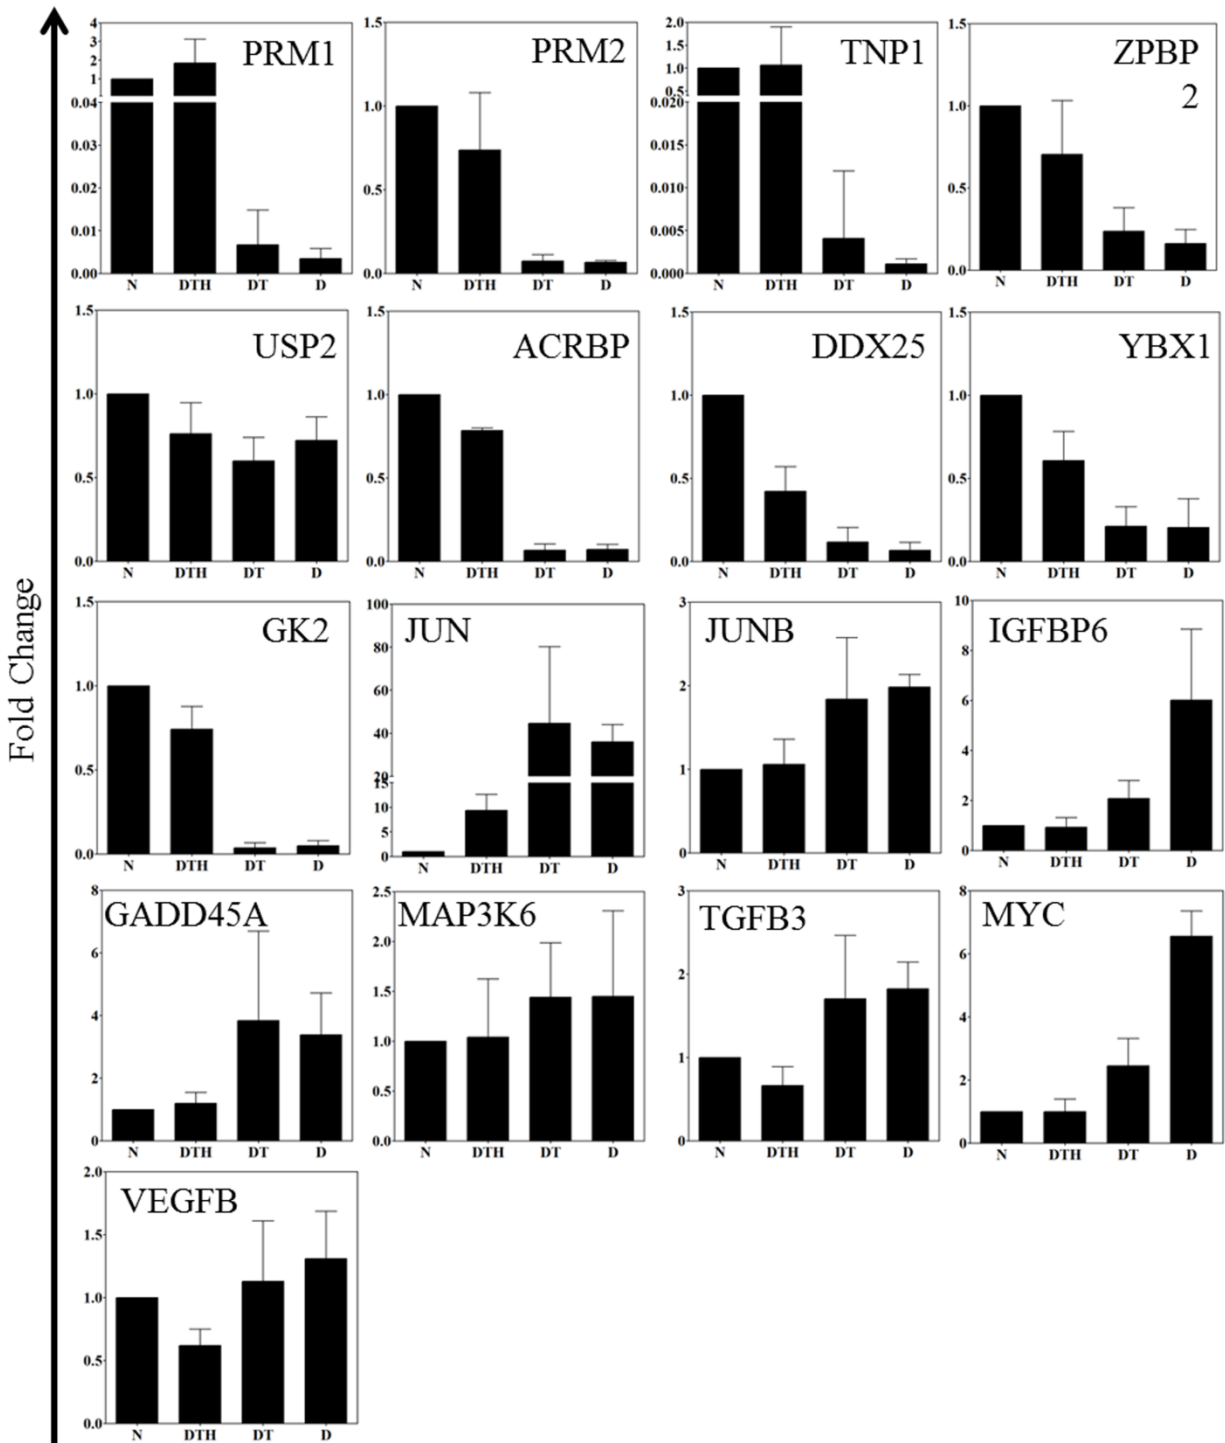 Fold Change
PRM1
4
3
2
1
0.04
0.03
0.02
0.01
0.00
N DTH DT D
PRM2
1.5
1.0
0.5
0.0
N DTH DT D
TNP1
2.0
1.5
1.0
0.5
0.020
0.015
0.010
0.005
0.000
N DTH DT D
ZPBP
2
1.5
1.0
0.5
0.0
N DTH DT D
USP2
1.5
1.0
0.5
0.0
N DTH DT D
ACRBP
1.5
1.0
0.5
0.0
N DTH DT D
DDX25
1.5
1.0
0.5
0.0
N DTH DT D
YBX1
1.5
1.0
0.5
0.0
N DTH DT D
GK2
1.5
1.0
0.5
0.0
N DTH DT D
JUN
100
80
60
40
20
15
10
5
0
N DTH DT D
JUNB
3
2
1
0
N DTH DT D
IGFBP6
10
8
6
4
2
0
N DTH DT D
GADD45A
8
6
4
2
0
N DTH DT D
MAP3K6
2.5
2.0
1.5
1.0
0.5
0.0
N DTH DT D
TGFB3
3
2
1
0
N DTH DT D
MYC
8
6
4
2
0
N DTH DT D
VEGFB
2.0
1.5
1.0
0.5
0.0
N DTH DT D